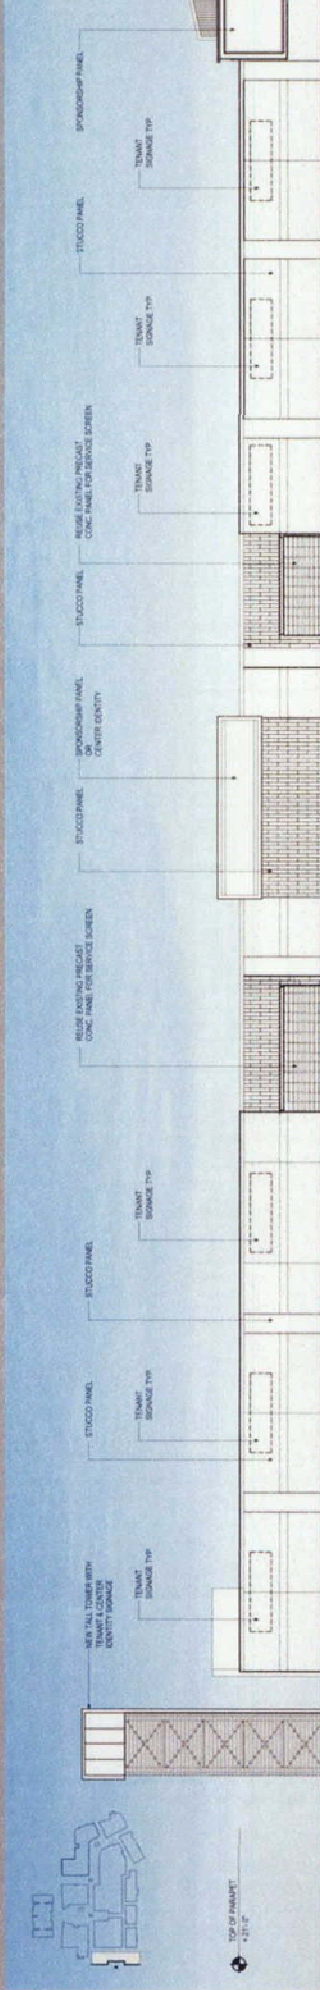 TOP OF PARAPET
NEW TALL TOWER WITH
TENANT & CENTER
IDENTITY SIGNAGE
TENANT
SIGNAGE TYP.
STUCCO PANEL
TENANT
SIGNAGE TYP.
STUCCO PANEL
TENANT
SIGNAGE TYP.
REUSE EXISTING PRECAST
CONC. PANEL FOR SERVICE SCREEN
STUCCO PANEL
SPONSORSHIP PANEL
OR
CENTER IDENTITY
STUCCO PANEL
REUSE EXISTING PRECAST
CONC. PANEL FOR SERVICE SCREEN
TENANT
SIGNAGE TYP.
TENANT
SIGNAGE TYP.
STUCCO PANEL
TENANT
SIGNAGE TYP.
SPONSORSHIP PANEL